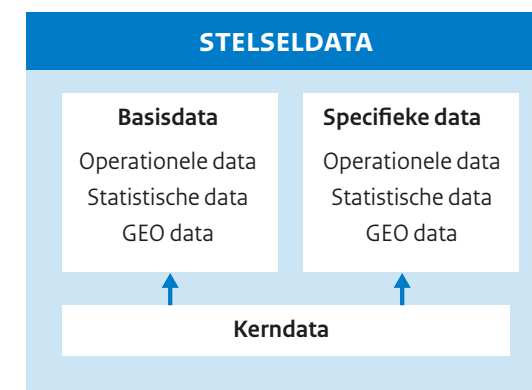 STELSELDATA
Basisdata
Operationele data
Statistische data
GEO data
Specifieke data
Operationele data
Statistische data
GEO data
Kerndata